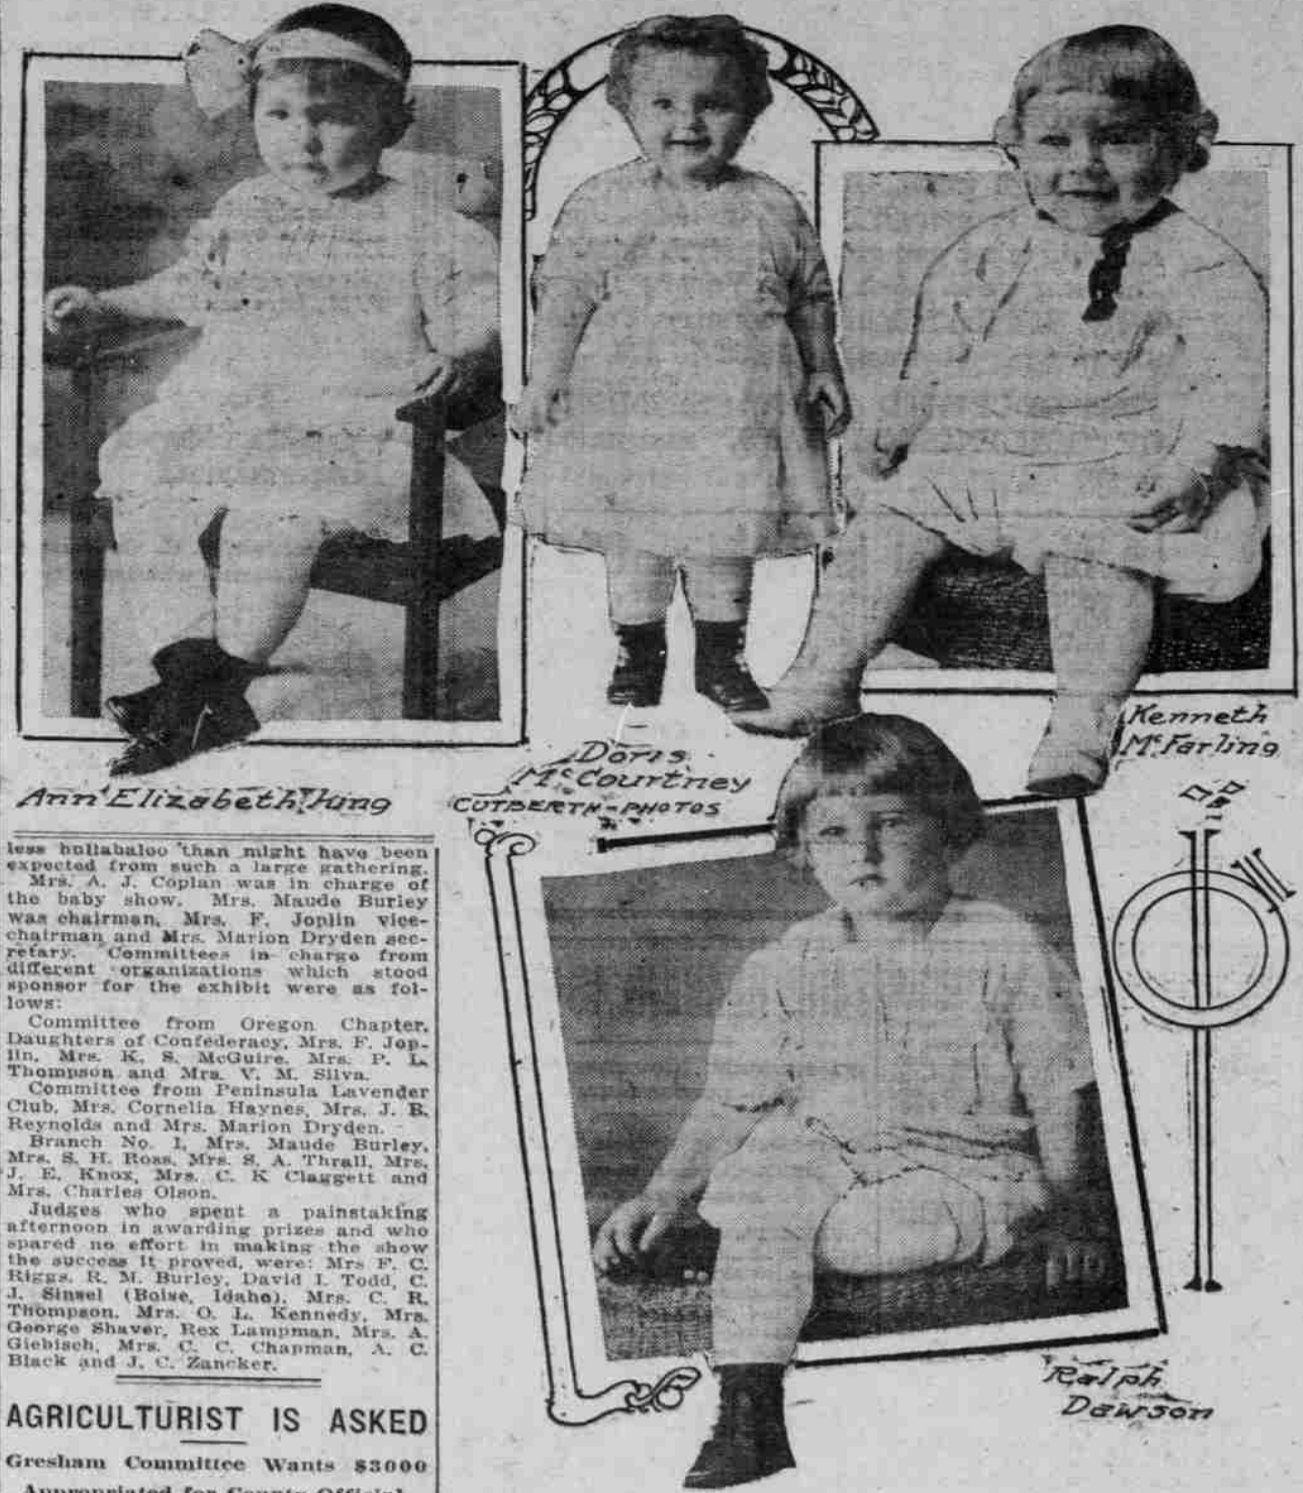 Ann Elizabeth King
Doris
McCourtney
CUTBERTH-PHOTOS
Kenneth
McFarling
less hullabaloo than might have been
expected from such a large gathering.
Mrs. A. J. Coplan was in charge of
the baby show. Mrs. Maude Burley
was chairman, Mrs. F. Joplin vice-
chairman and Mrs. Marion Dryden sec-
retary. Committees in charge from
different organizations which stood
sponsor for the exhibit were as fol-
lows:
Committee from Oregon Chapter,
Daughters of Confederacy, Mrs. F. Jop-
lin, Mrs. K. S. McGuire, Mrs. P. L.
Thompson and Mrs. V. M. Silva.
Committee from Peninsula Lavender
Club, Mrs. Cornelia Haynes, Mrs. J. B.
Reynolds and Mrs. Marion Dryden.
Branch No. 1, Mrs. Maude Burley,
Mrs. S. H. Ross, Mrs. S. A. Thrall, Mrs.
J. E. Knox, Mrs. C. K Claggett and
Mrs. Charles Olson.
Judges who spent a painstaking
afternoon in awarding prizes and who
spared no effort in making the show
the success it proved, were: Mrs F. C.
Riggs, R. M. Burley, David I. Todd, C.
J. Sinsel (Boise, Idaho), Mrs. C. R.
Thompson, Mrs. O. L. Kennedy, Mrs.
George Shaver, Rex Lampman, Mrs. A.
Giebisch, Mrs. C. C. Chapman, A. C.
Black and J. C. Zancker.
AGRICULTURIST IS ASKED
Gresham Committee Wants $3000
Appropriated for County Official
Ralph
Dawson